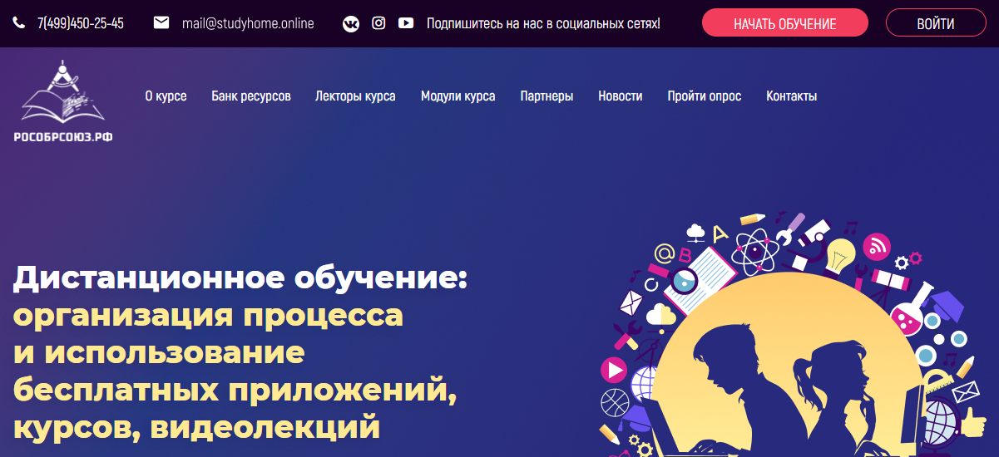 7(499)450-25-45
mail@studyhome.online
Подпишитесь на нас в социальных сетях!
НАЧАТЬ ОБУЧЕНИЕ
ВОЙТИ
РОСОБРСОЮЗ.РФ
О курсе
Банк ресурсов
Лекторы курса
Модули курса
Партнеры
Новости
Пройти опрос
Контакты
Дистанционное обучение:
организация процесса
и использование
бесплатных приложений,
курсов, видеолекций
@
B
A